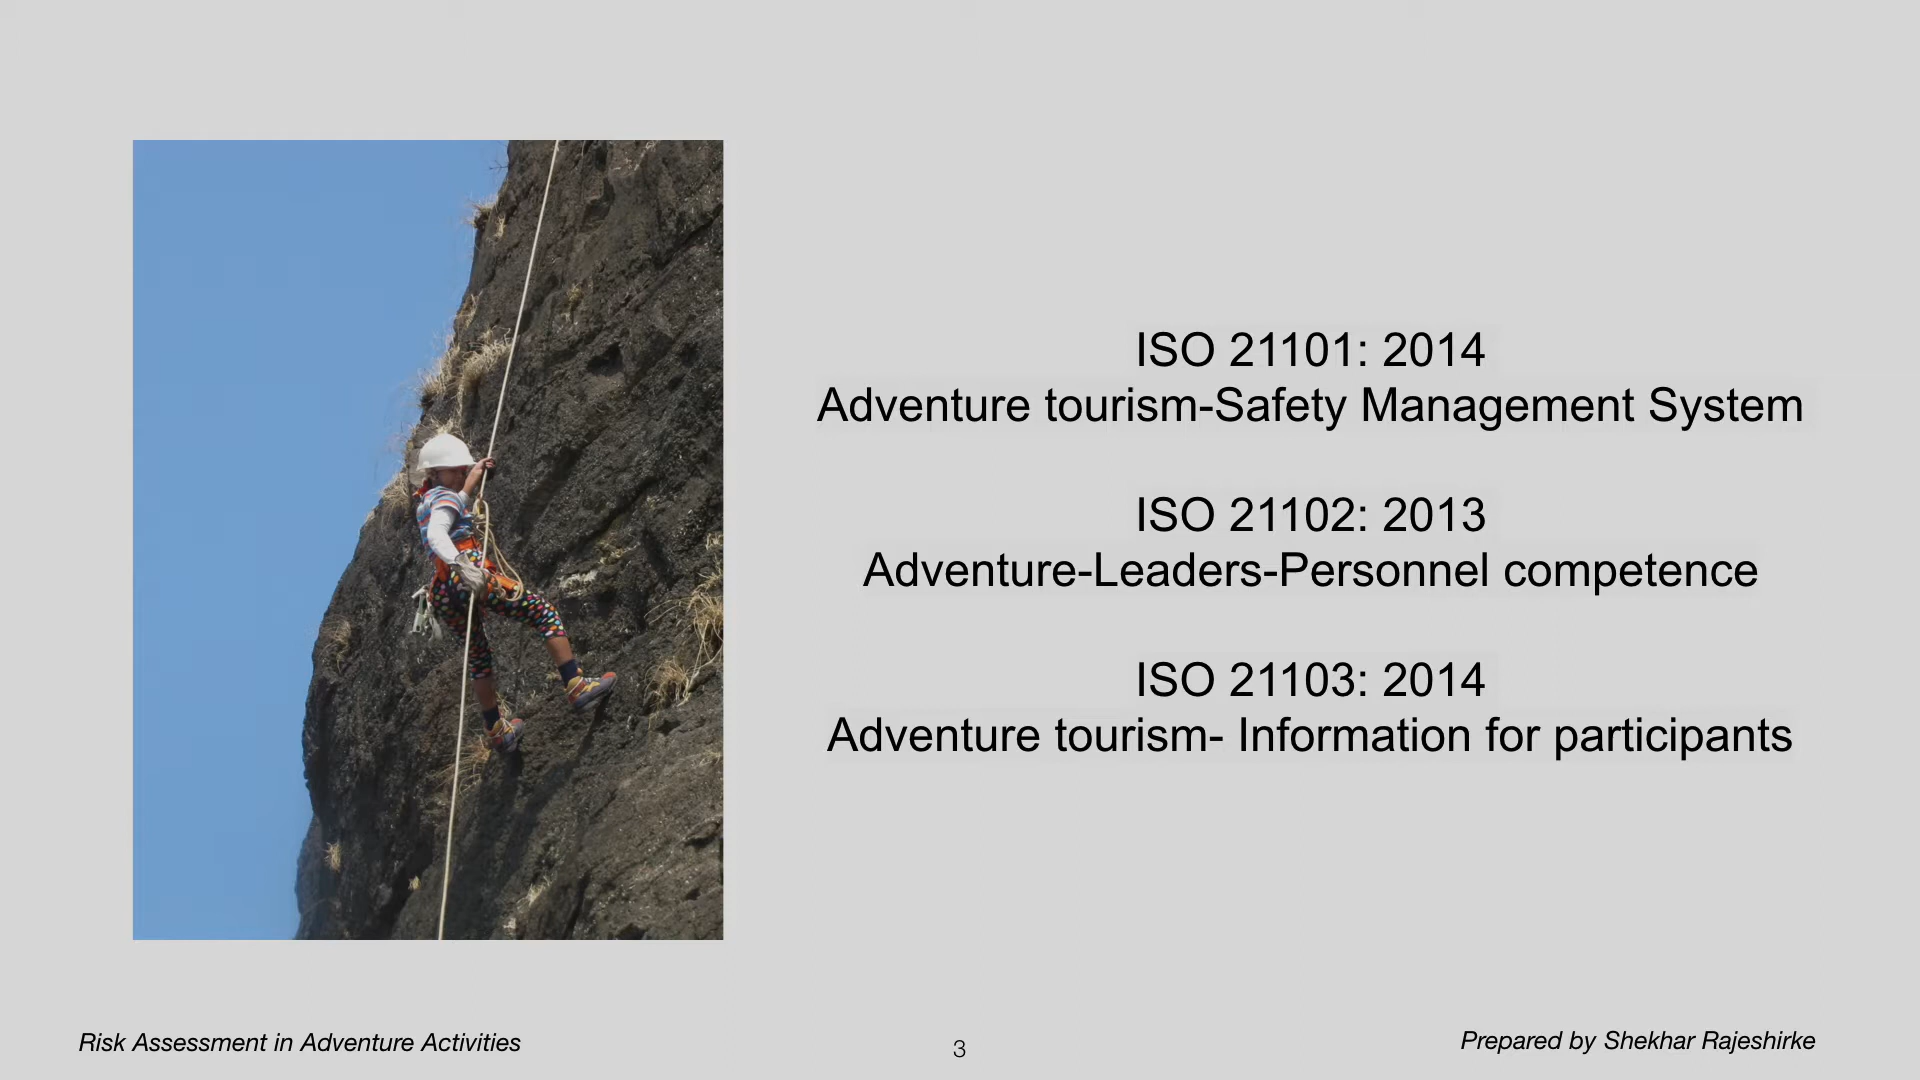 ISO 21101: 2014
Adventure tourism-Safety Management System
ISO 21102: 2013
Adventure-Leaders-Personnel competence
ISO 21103: 2014
Adventure tourism- Information for participants
Risk Assessment in Adventure Activities
3
Prepared by Shekhar Rajeshirke